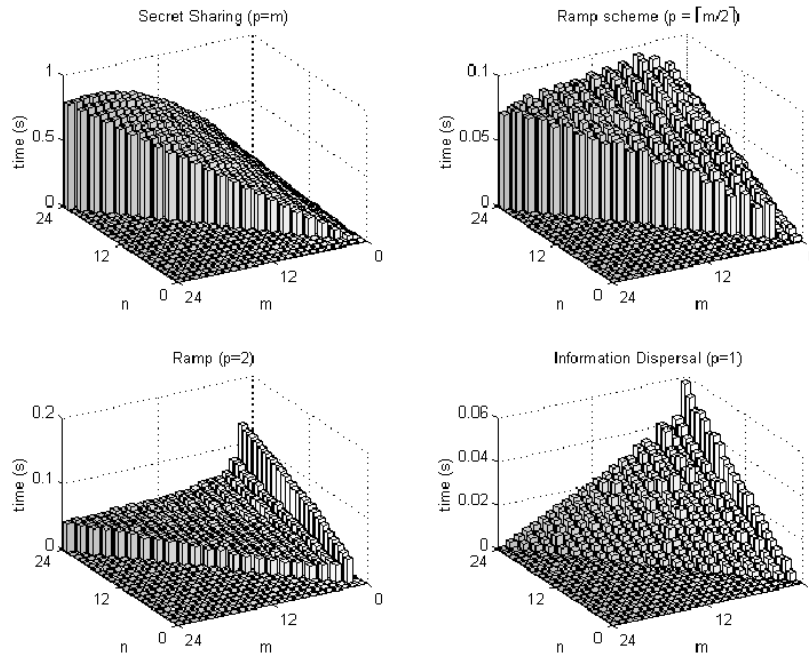 Secret Sharing (p=m)
time (s)
1
0.5
0
24
12
0
n
24
12
0
m
Ramp scheme (p = ⌈m/2⌉)
time (s)
0.1
0.05
0
24
12
0
n
24
12
m
Ramp (p=2)
time (s)
0.2
0.1
0
24
12
0
n
24
12
0
m
Information Dispersal (p=1)
time (s)
0.06
0.04
0.02
0
24
12
0
n
24
12
m